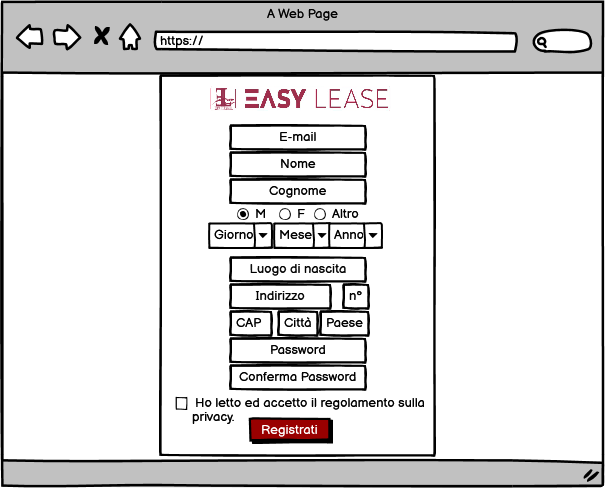 A Web Page
https://
EASY LEASE
E-mail
Nome
Cognome
M F Altro
Giorno Mese Anno
Luogo di nascita
Indirizzo n°
CAP Città Paese
Password
Conferma Password
Ho letto ed accetto il regolamento sulla
privacy.
Registrati